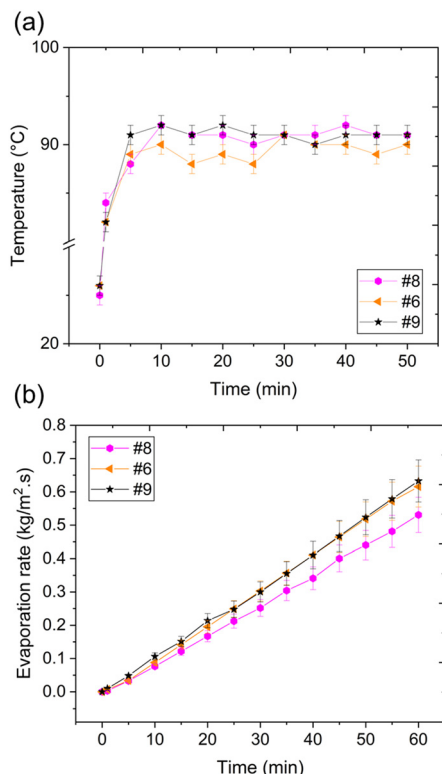 (a)
100
90
20
Temperature (°C)
#8
#6
#9
0 10 20 30 40 50
Time (min)
(b)
0.8
0.7
0.6
0.5
0.4
0.3
0.2
0.1
0.0
Evaporation rate (kg/m².s)
#8
#6
#9
0 10 20 30 40 50 60
Time (min)